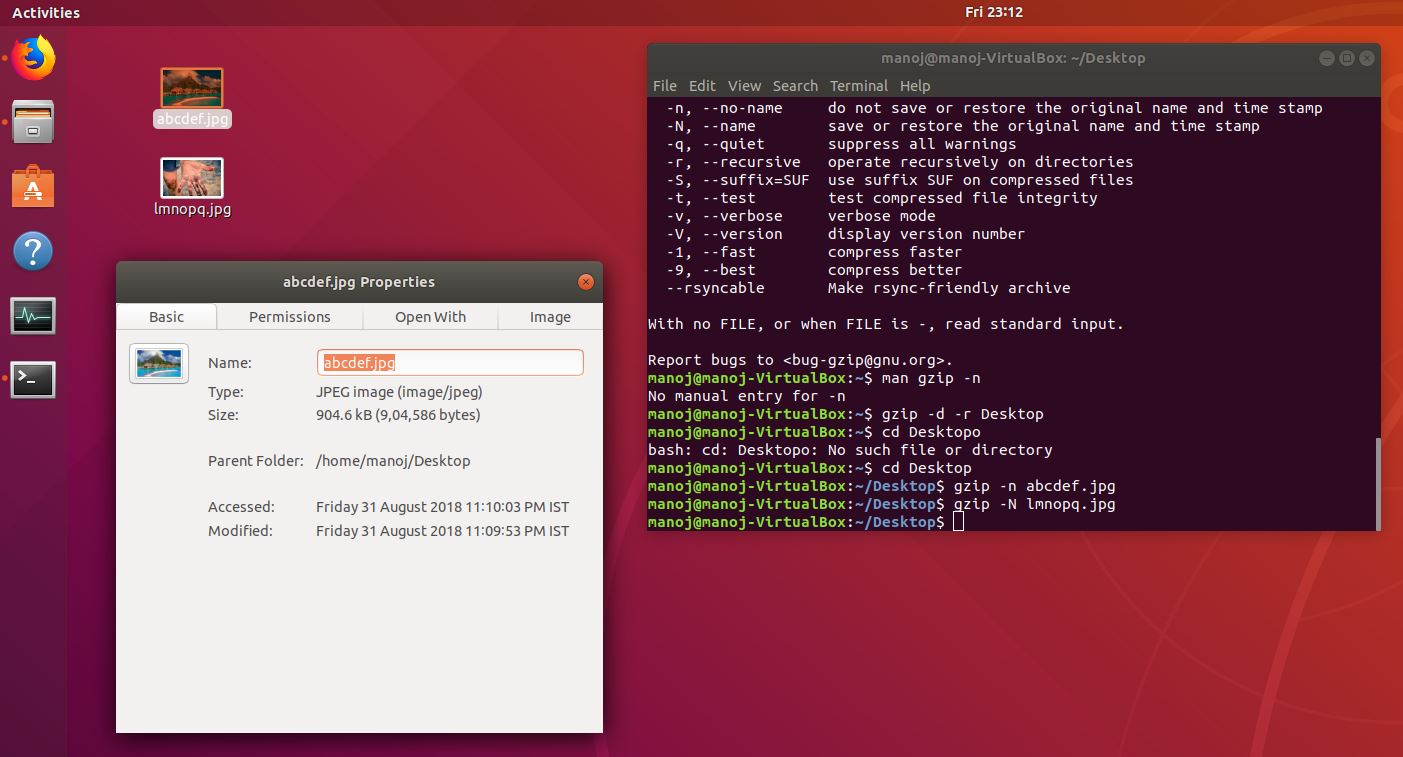 Activities
Fri 23:12
abcdef.jpg
lmnopq.jpg
abcdef.jpg Properties
Basic Permissions Open With Image
Name: abcdef.jpg
Type: JPEG image (image/jpeg)
Size: 904.6 kB (9,04,586 bytes)
Parent Folder: /home/manoj/Desktop
Accessed: Friday 31 August 2018 11:10:03 PM IST
Modified: Friday 31 August 2018 11:09:53 PM IST
manoj@manoj-VirtualBox: ~/Desktop
File Edit View Search Terminal Help
-n, --no-name do not save or restore the original name and time stamp
-N, --name save or restore the original name and time stamp
-q, --quiet suppress all warnings
-r, --recursive operate recursively on directories
-S, --suffix=SUF use suffix SUF on compressed files
-t, --test test compressed file integrity
-v, --verbose verbose mode
-V, --version display version number
-1, --fast compress faster
-9, --best compress better
--rsyncable Make rsync-friendly archive
With no FILE, or when FILE is -, read standard input.
Report bugs to <bug-gzip@gnu.org>.
manoj@manoj-VirtualBox:~$ man gzip -n
No manual entry for -n
manoj@manoj-VirtualBox:~$ gzip -d -r Desktop
manoj@manoj-VirtualBox:~$ cd Desktopo
bash: cd: Desktopo: No such file or directory
manoj@manoj-VirtualBox:~$ cd Desktop
manoj@manoj-VirtualBox:~/Desktop$ gzip -n abcdef.jpg
manoj@manoj-VirtualBox:~/Desktop$ gzip -N lmnopq.jpg
manoj@manoj-VirtualBox:~/Desktop$